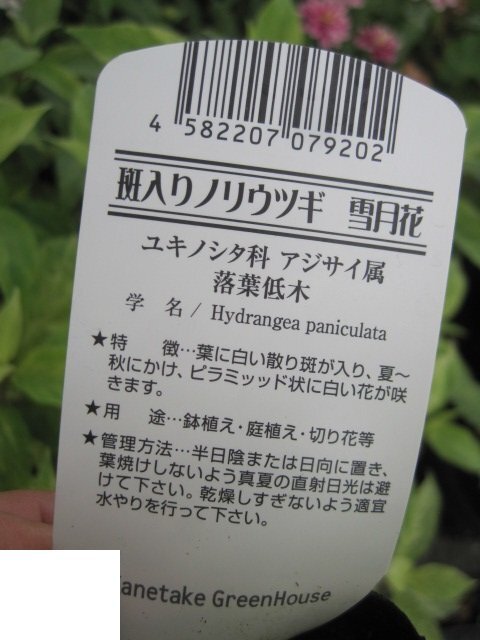 4 582207 079202
斑入りノリウツギ 雪月花
ユキノシタ科 アジサイ属
落葉低木
学 名 / Hydrangea paniculata
★特 徴…葉に白い散り斑が入り、夏〜
秋にかけ、ピラミッド状に白い花が咲
きます。
★用 途…鉢植え・庭植え・切り花等
★管理方法…半日陰または日向に置き、
葉焼けしないよう真夏の直射日光は避
けて下さい。乾燥しすぎないよう適宜
水やりを行って下さい。
anetake GreenHouse